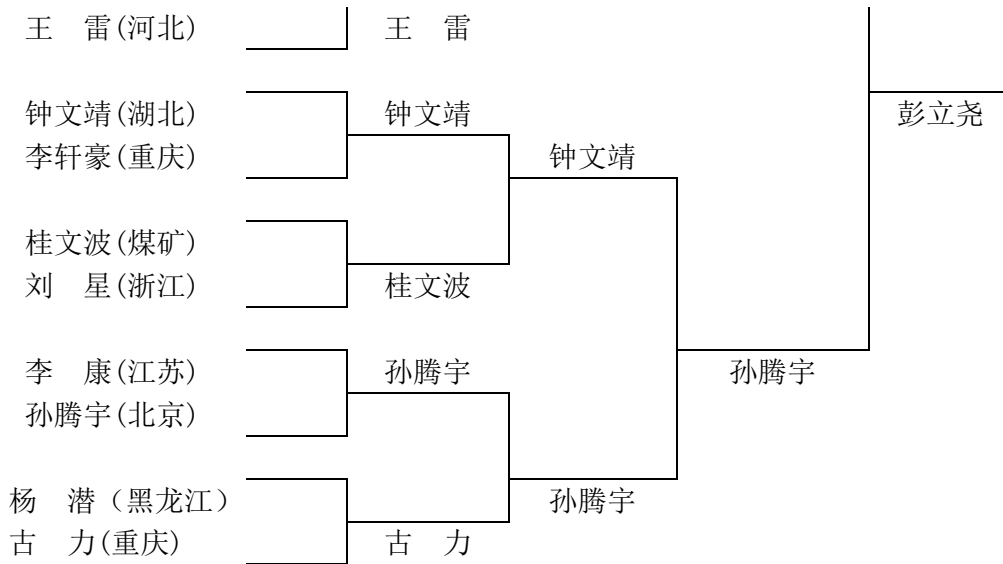 王　雷(河北)　王　雷
彭立尧
钟文靖(湖北)　钟文靖
李轩豪(重庆)　钟文靖
桂文波(煤矿)
刘　星(浙江)　桂文波
李　康(江苏)　孙腾宇　孙腾宇
孙腾宇(北京)
杨　潜（黑龙江）　孙腾宇
古　力(重庆)　古　力